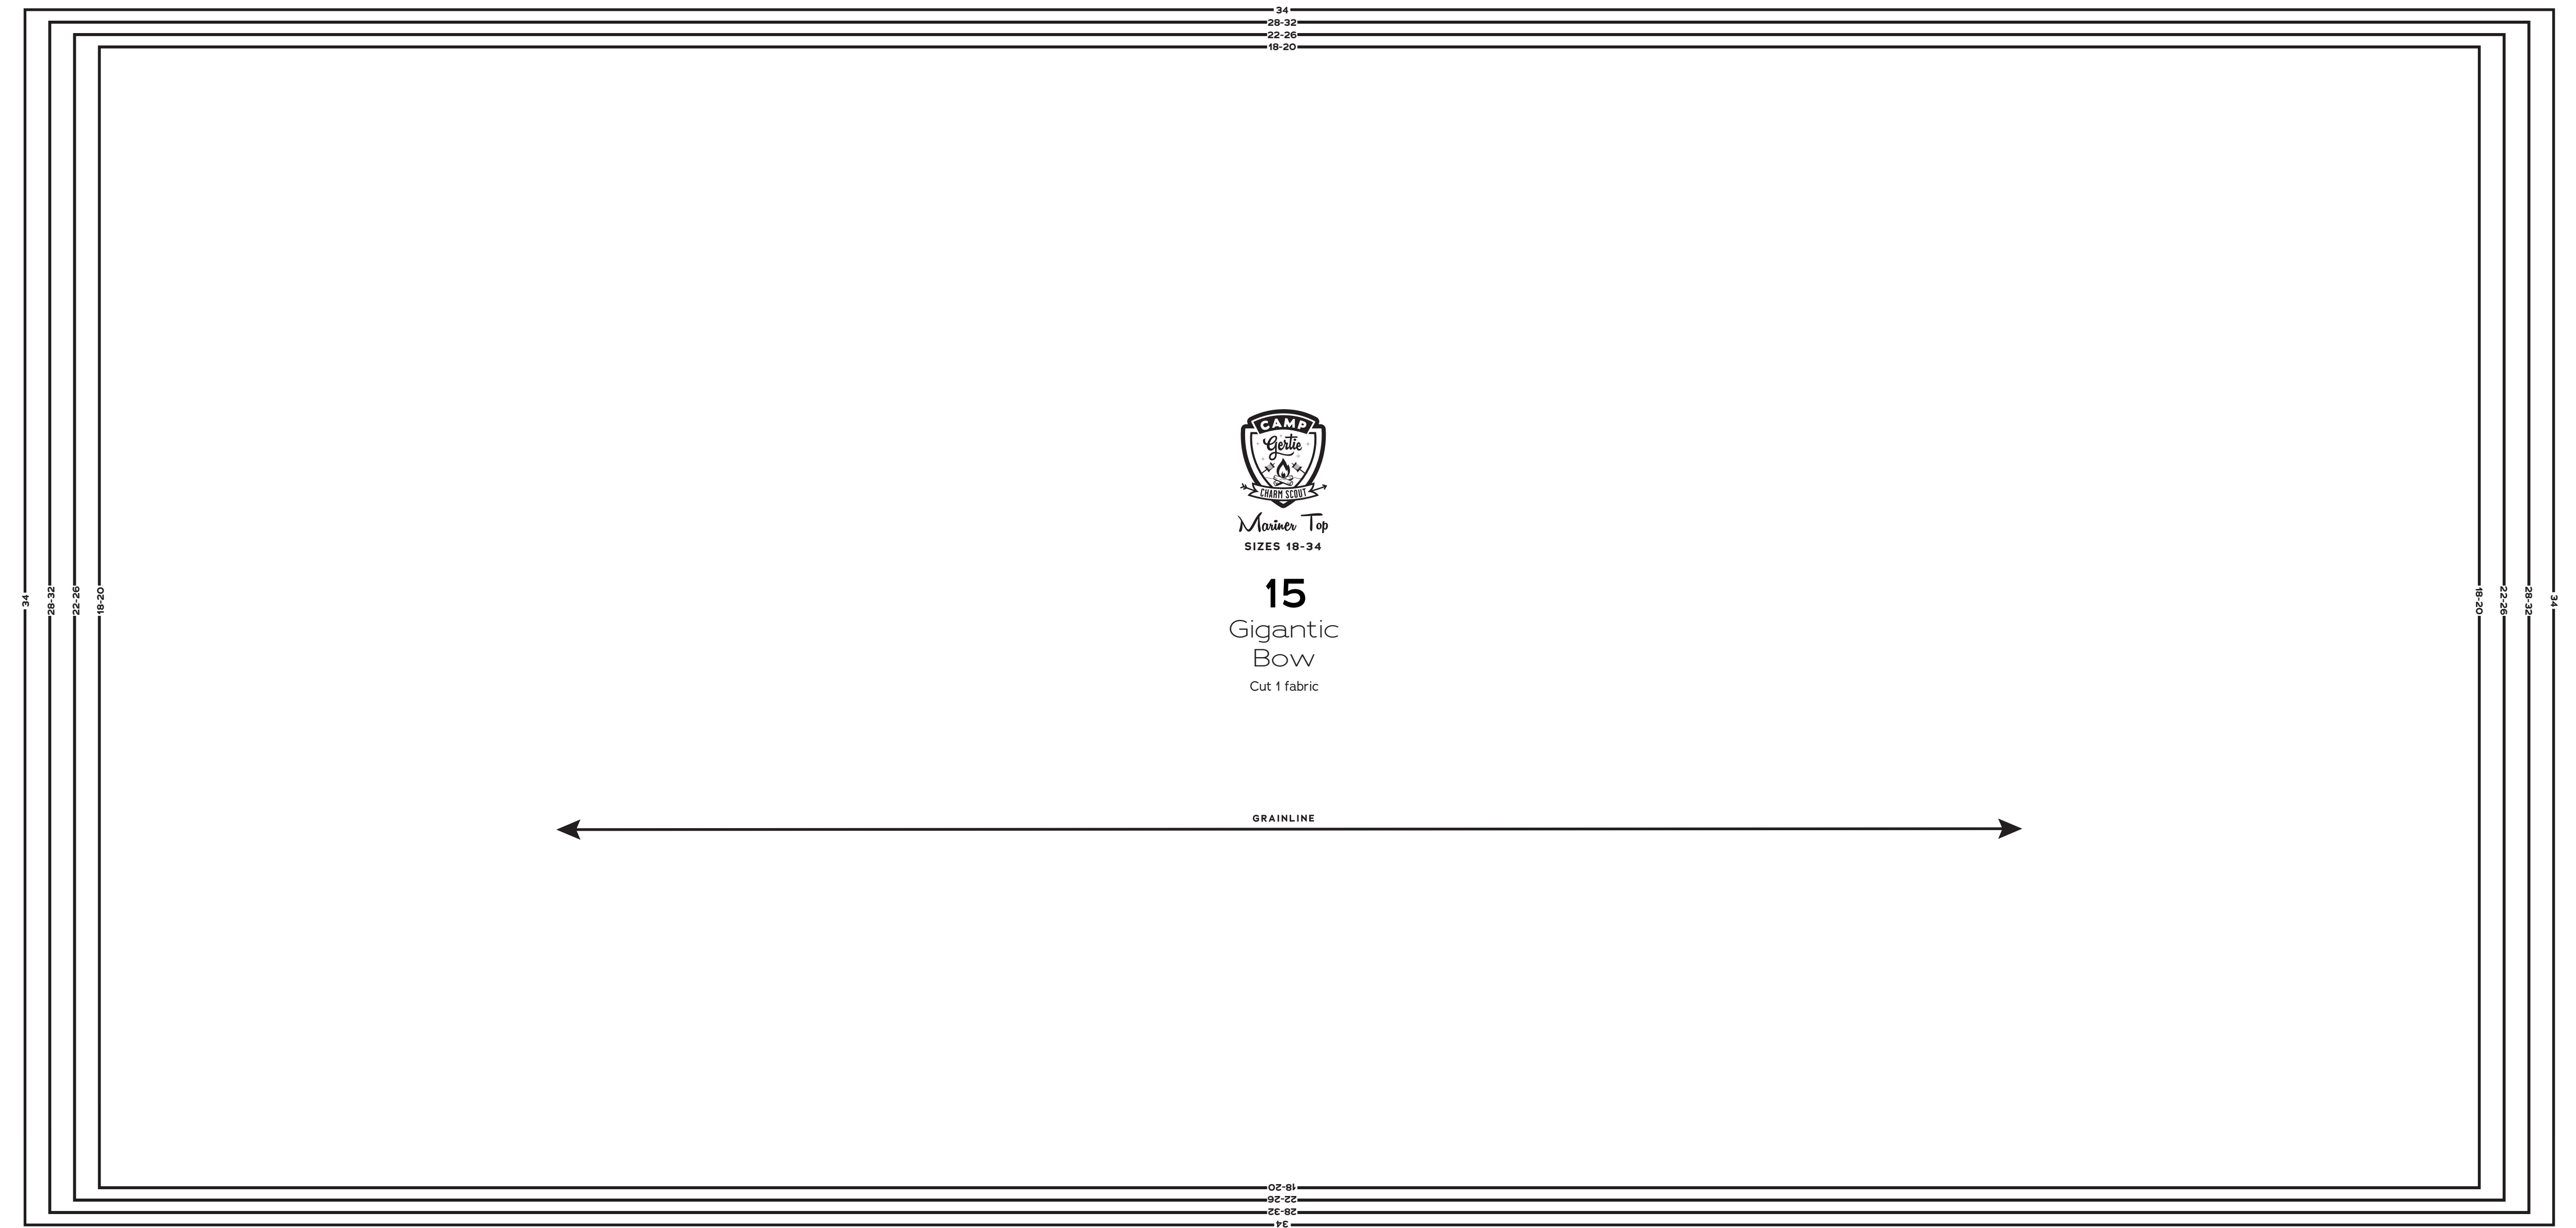 34
28-32
22-26
18-20
CAMP
Gertie
CHARM SCOUT
Mariner Top
SIZES 18-34
34
28-32
22-26
18-20
15
18-20
22-26
28-32
34
Gigantic
Bow
Cut 1 fabric
GRAINLINE
18-20
22-26
28-32
34